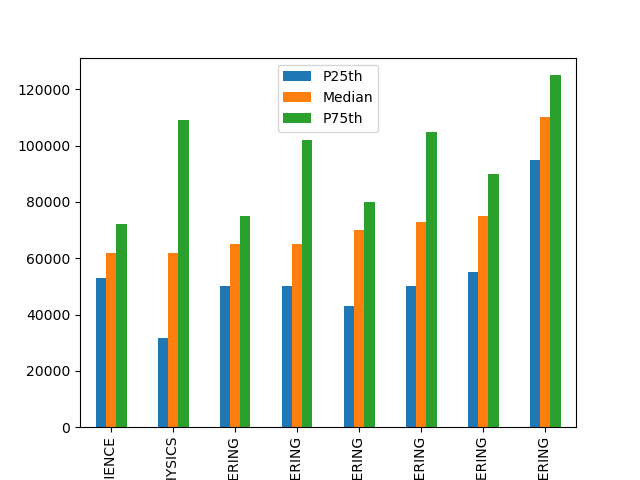 P25th
Median
P75th
120000
100000
80000
60000
40000
20000
0
IENCE
IYSICS
ERING
ERING
ERING
ERING
ERING
ERING